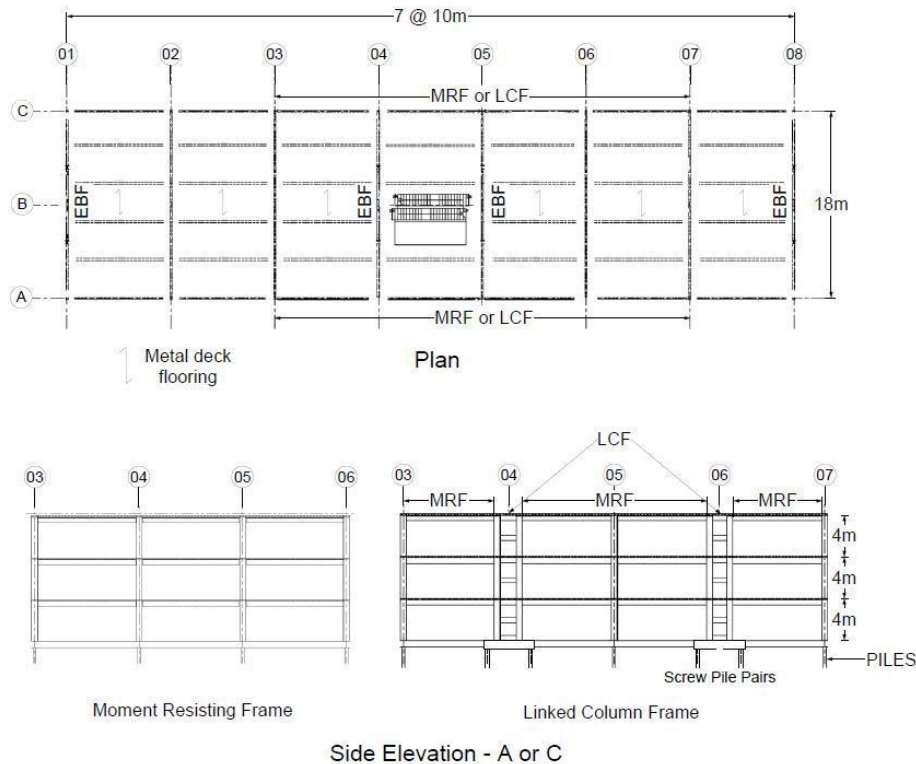 7 @ 10m
01 02 03 04 05 06 07 08
MRF or LCF
C
EBF EBF EBF EBF
B
18m
A
MRF or LCF
Metal deck
flooring
Plan
LCF
03 04 05 06
03 04 05 06 07
MRF MRF MRF
4m
4m
4m
PILES
Screw Pile Pairs
Moment Resisting Frame
Linked Column Frame
Side Elevation - A or C